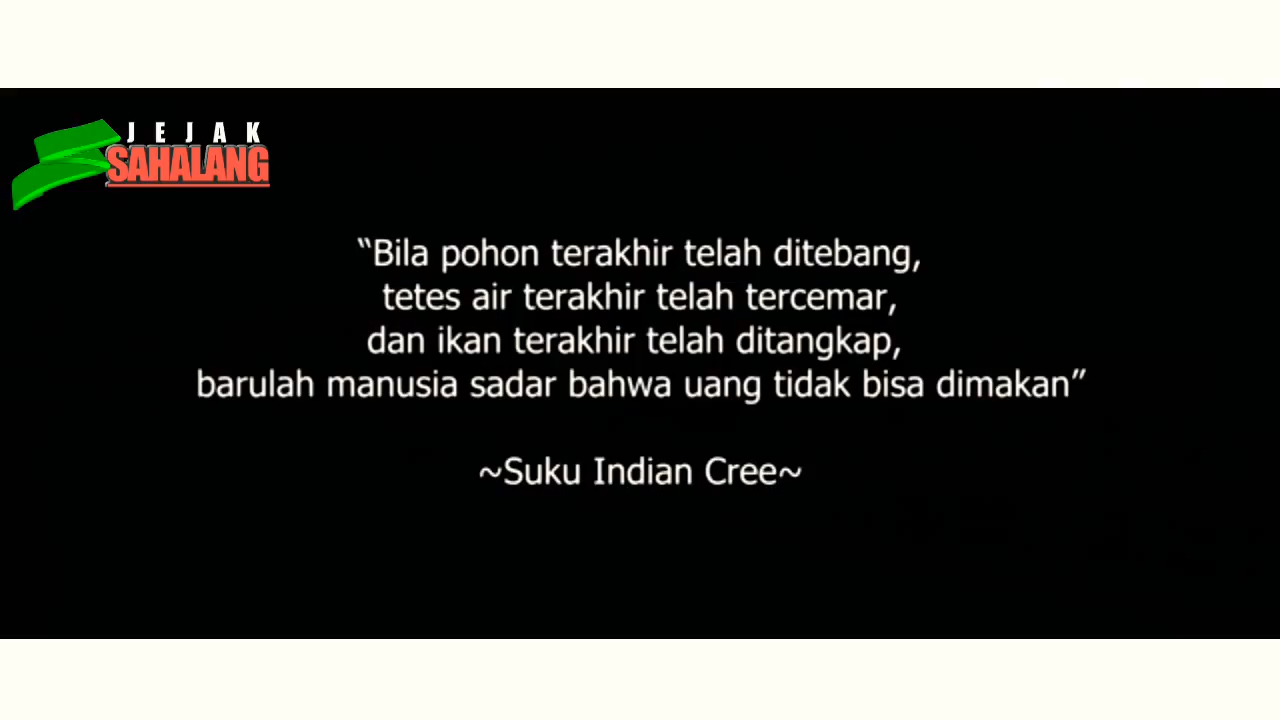 JEJAK
SAHALANG
“Bila pohon terakhir telah ditebang,
tetes air terakhir telah tercemar,
dan ikan terakhir telah ditangkap,
barulah manusia sadar bahwa uang tidak bisa dimakan”
~Suku Indian Cree~